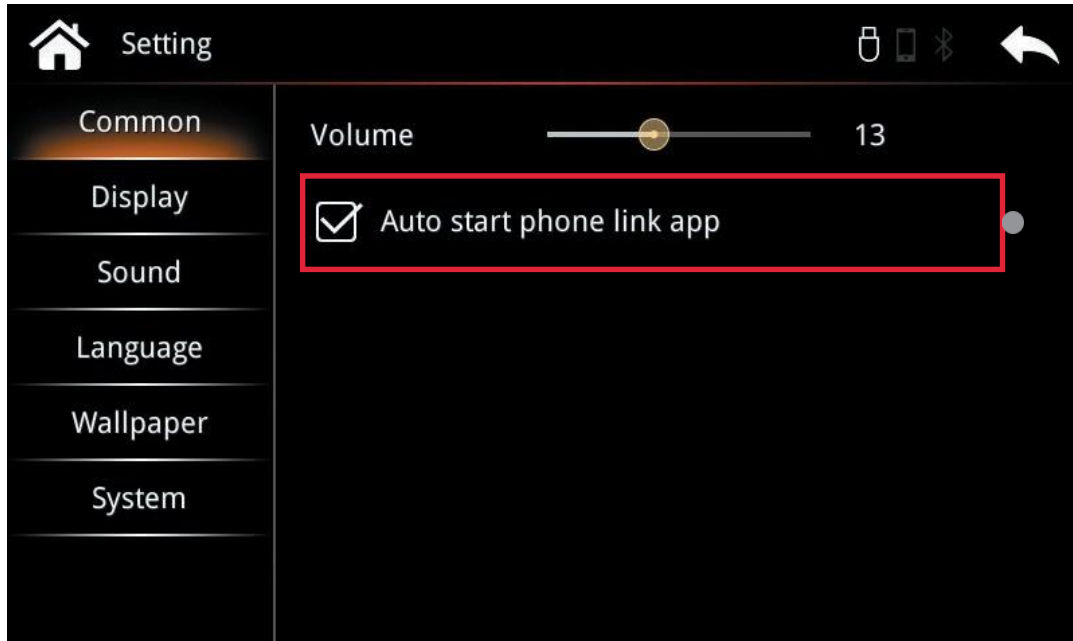 Setting
Common
Volume 13
Display
Auto start phone link app
Sound
Language
Wallpaper
System